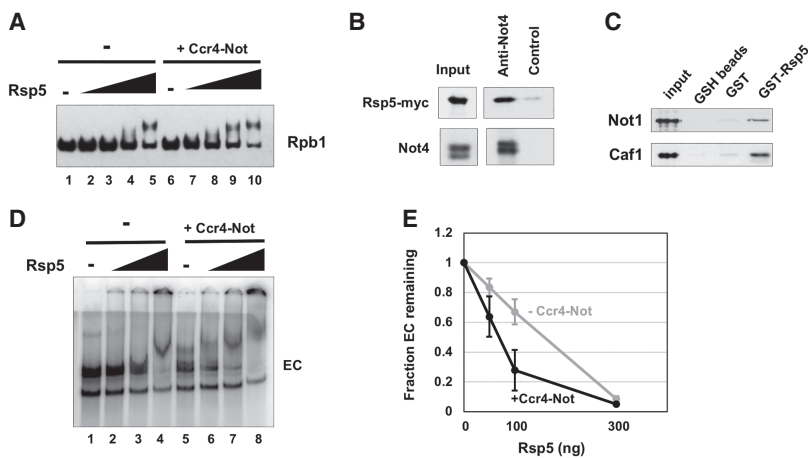 A
-
+ Ccr4-Not
Rsp5
-
-
Rpb1
1 2 3 4 5 6 7 8 9 10
B
Input
Anti-Not4
Control
Rsp5-myc
Not4
C
input
GSH beads
GST
GST-Rsp5
Not1
Caf1
D
-
+ Ccr4-Not
Rsp5
-
-
EC
1 2 3 4 5 6 7 8
E
Fraction EC remaining
1.2
1
0.8
0.6
0.4
0.2
0
- Ccr4-Not
+Ccr4-Not
0 100 300
Rsp5 (ng)